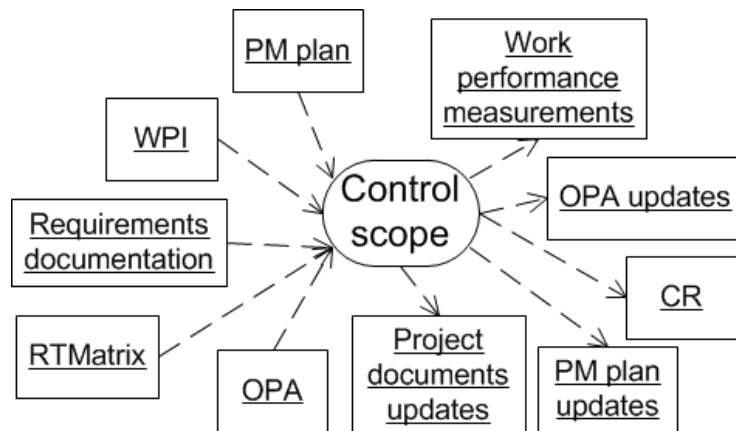 PM plan
Work
performance
measurements
WPI
Control
scope
OPA updates
Requirements
documentation
CR
RTMatrix
OPA
Project
documents
updates
PM plan
updates